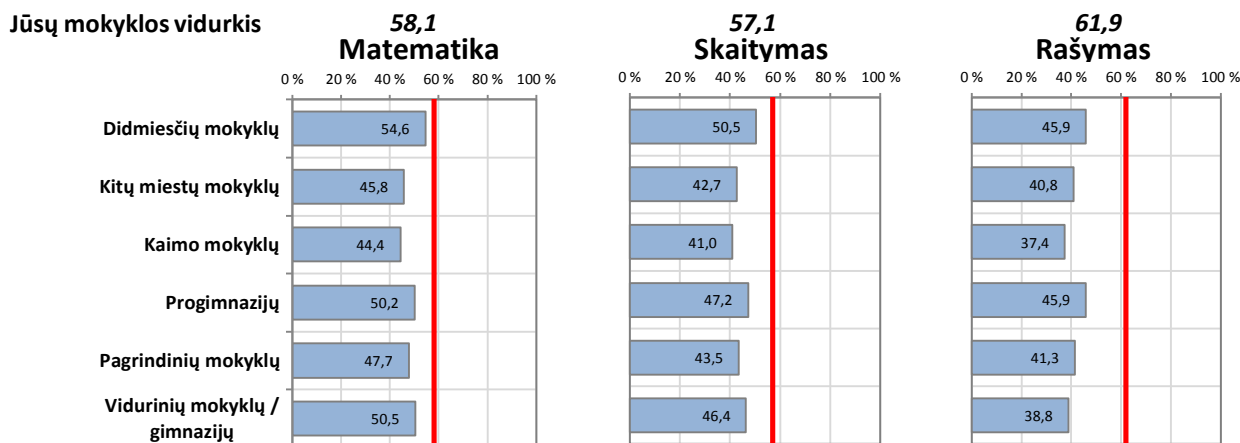 Jūsų mokyklos vidurkis 58,1 57,1 61,9
Matematika Skaitymas Rašymas
0 % 20 % 40 % 60 % 80 % 100 % 0 % 20 % 40 % 60 % 80 % 100 % 0 % 20 % 40 % 60 % 80 % 100 %
Didmiesčių mokyklų 54,6 50,5 45,9
Kitų miestų mokyklų 45,8 42,7 40,8
Kaimo mokyklų 44,4 41,0 37,4
Progimnazijų 50,2 47,2 45,9
Pagrindinių mokyklų 47,7 43,5 41,3
Vidurinių mokyklų /
gimnazijų 50,5 46,4 38,8